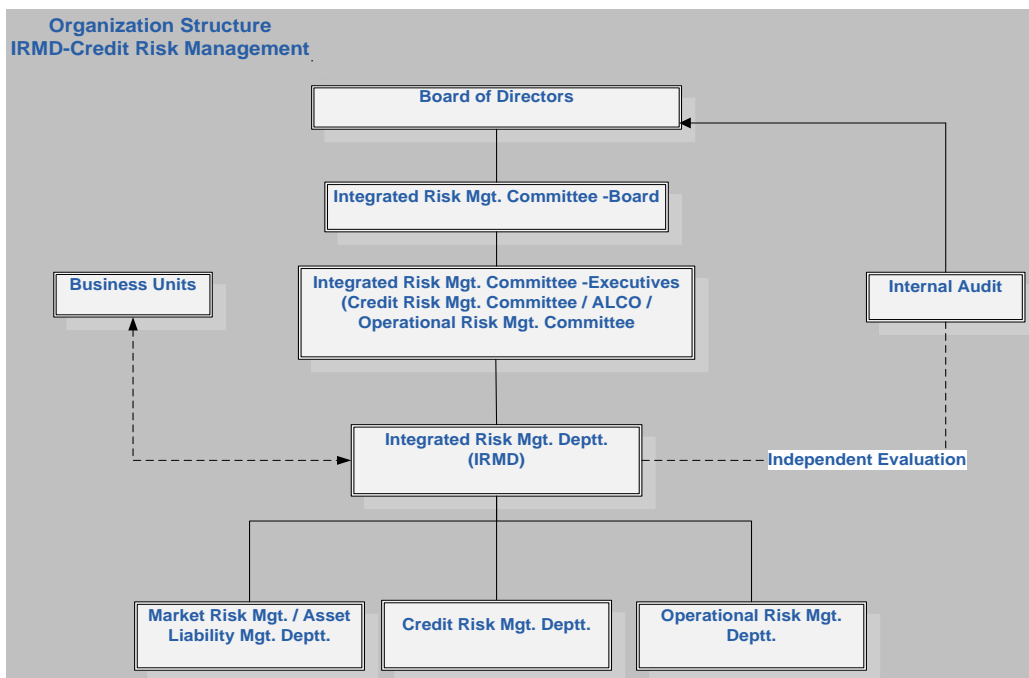 Organization Structure
IRMD-Credit Risk Management
Board of Directors
Integrated Risk Mgt. Committee -Board
Integrated Risk Mgt. Committee -Executives
(Credit Risk Mgt. Committee / ALCO /
Operational Risk Mgt. Committee
Business Units
Internal Audit
Integrated Risk Mgt. Deptt.
(IRMD)
Independent Evaluation
Market Risk Mgt. / Asset
Liability Mgt. Deptt.
Credit Risk Mgt. Deptt.
Operational Risk Mgt.
Deptt.